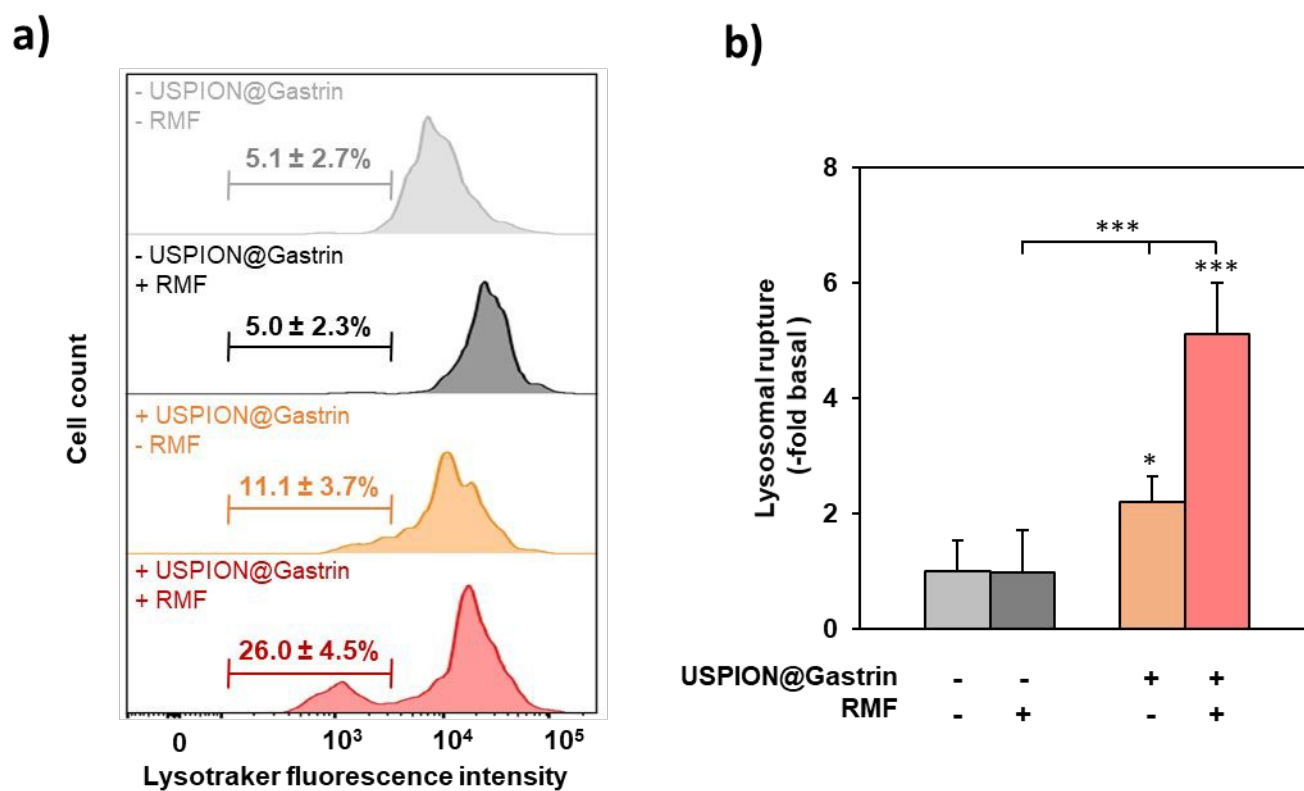 a)
- USPION@Gastrin
- RMF
5.1 ± 2.7%
- USPION@Gastrin
+ RMF
5.0 ± 2.3%
+ USPION@Gastrin
- RMF
11.1 ± 3.7%
+ USPION@Gastrin
+ RMF
26.0 ± 4.5%
Cell count
0 10³ 10⁴ 10⁵
Lysotraker fluorescence intensity
b)
Lysosomal rupture
(-fold basal )
8
6
4
2
0
***
***
*
USPION@Gastrin - - + +
RMF - + - +